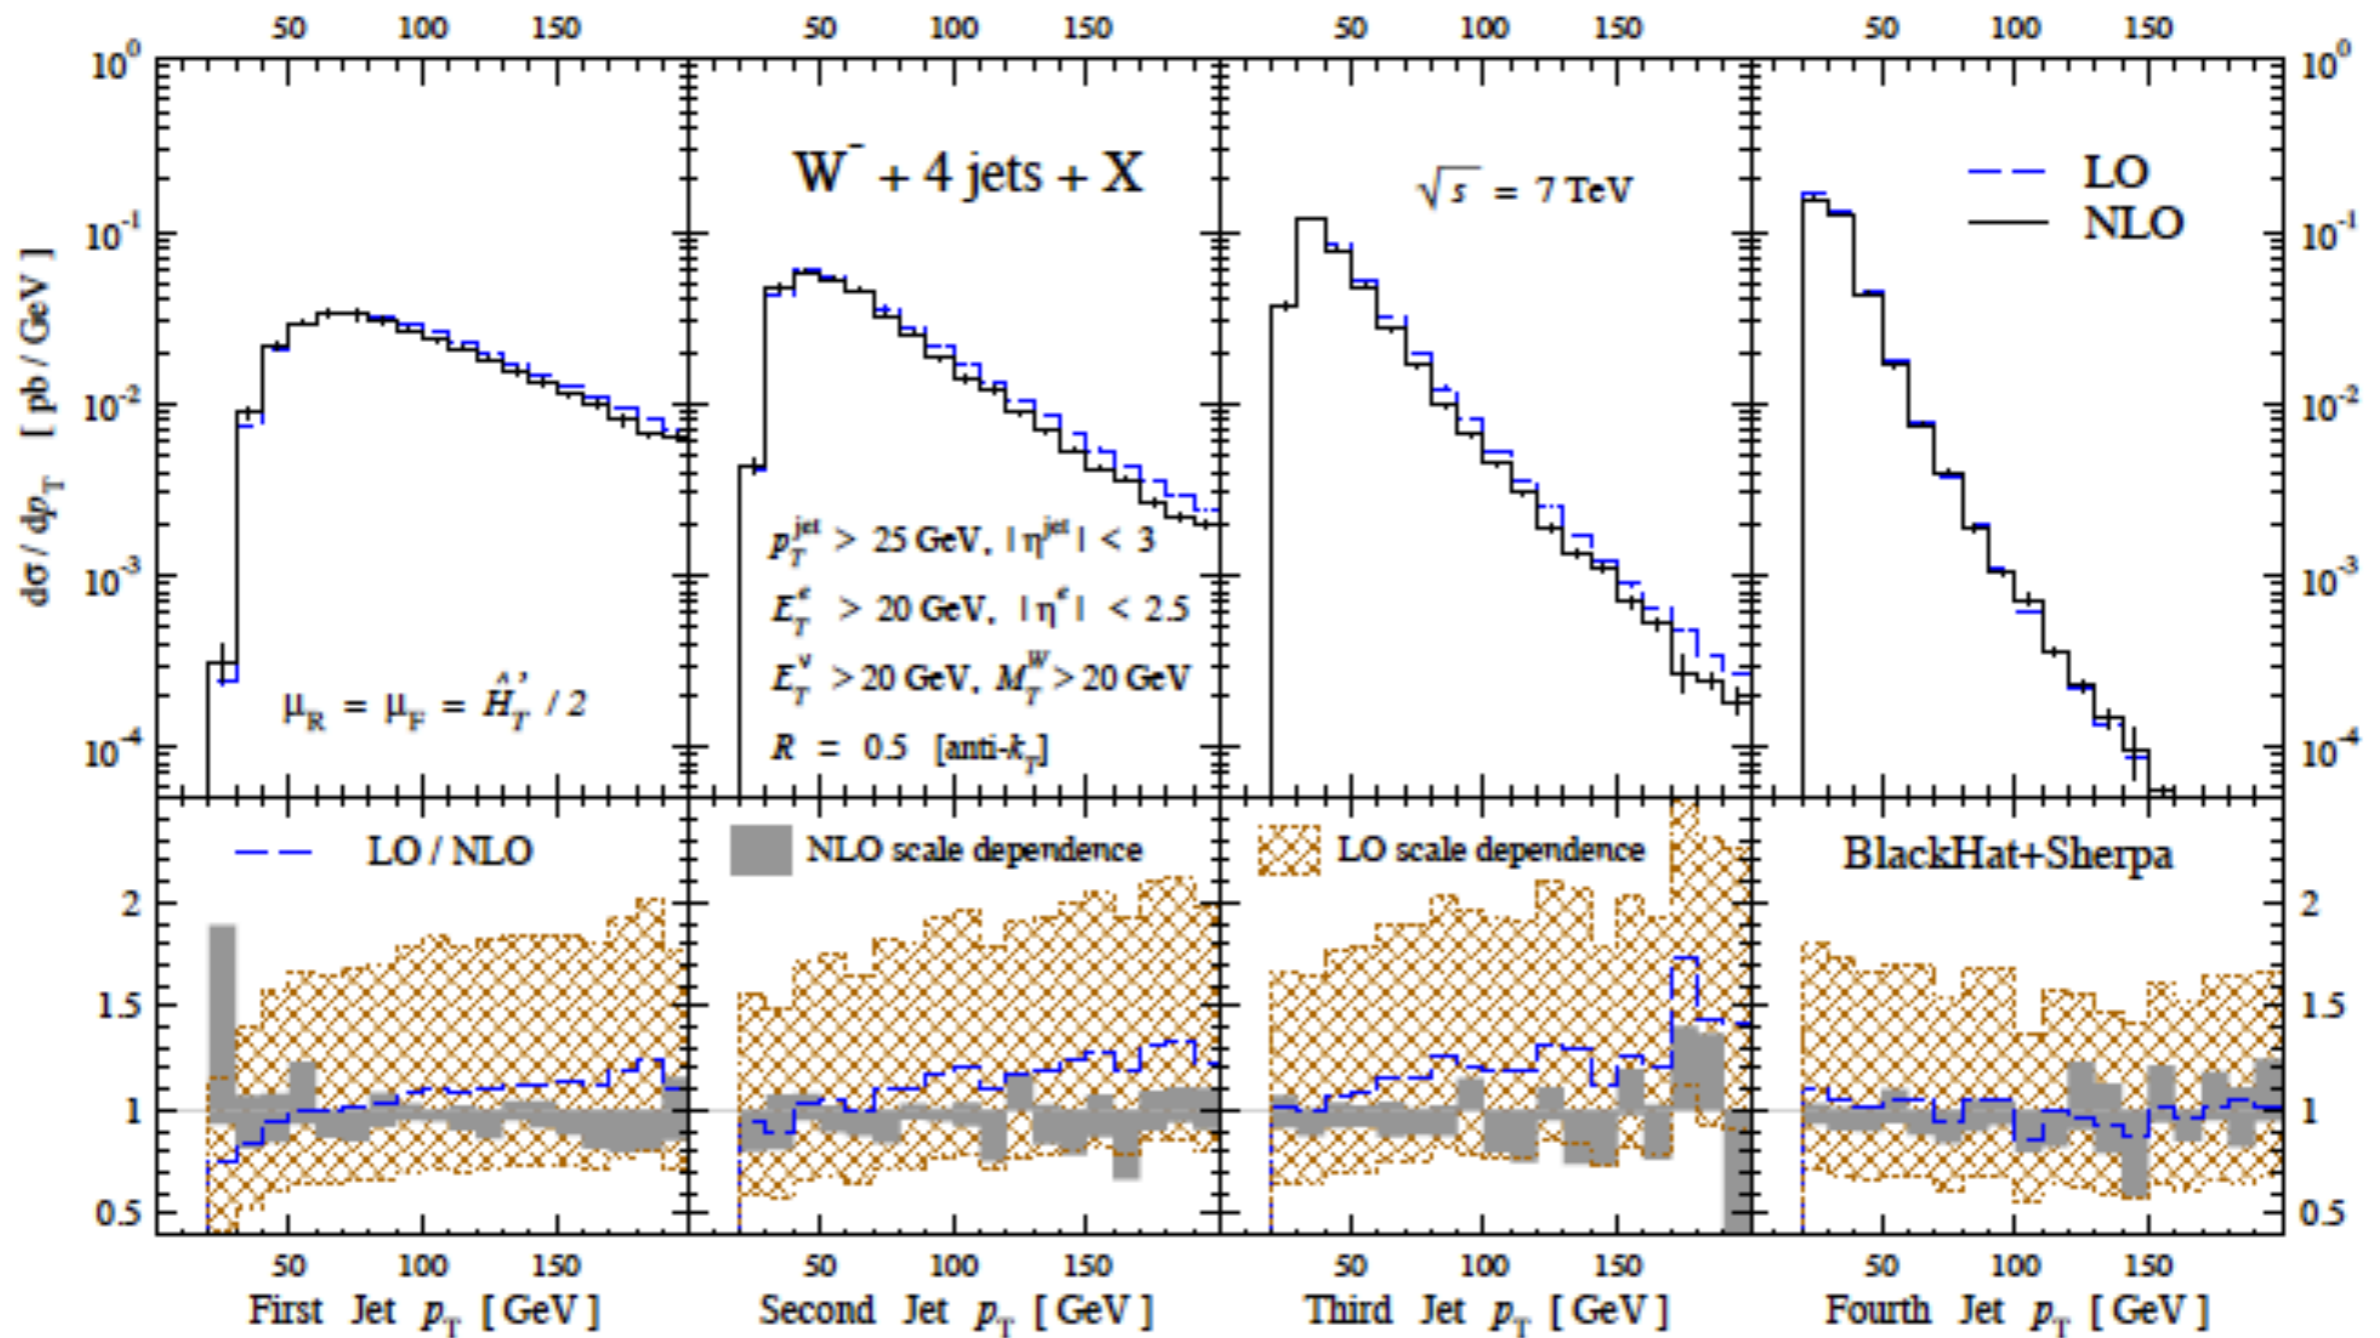 50 100 150 50 100 150 50 100 150 50 100 150
10⁰ 10⁰
W⁻ + 4 jets + X
√s = 7 TeV
LO
NLO
10⁻¹ 10⁻¹
dσ / dp_T [ pb / GeV ]
10⁻² 10⁻²
p_T^jet > 25 GeV, | η^jet | < 3
10⁻³ 10⁻³
E_T^e > 20 GeV, | η^e | < 2.5
E_T^ν > 20 GeV, M_T^W > 20 GeV
μ_R = μ_F = Ĥ_T' / 2
R = 0.5 [anti-k_T]
10⁻⁴ 10⁻⁴
LO / NLO
NLO scale dependence
LO scale dependence
BlackHat+Sherpa
2 2
1.5 1.5
1 1
0.5 0.5
50 100 150 50 100 150 50 100 150 50 100 150
First Jet p_T [ GeV ]
Second Jet p_T [ GeV ]
Third Jet p_T [ GeV ]
Fourth Jet p_T [ GeV ]